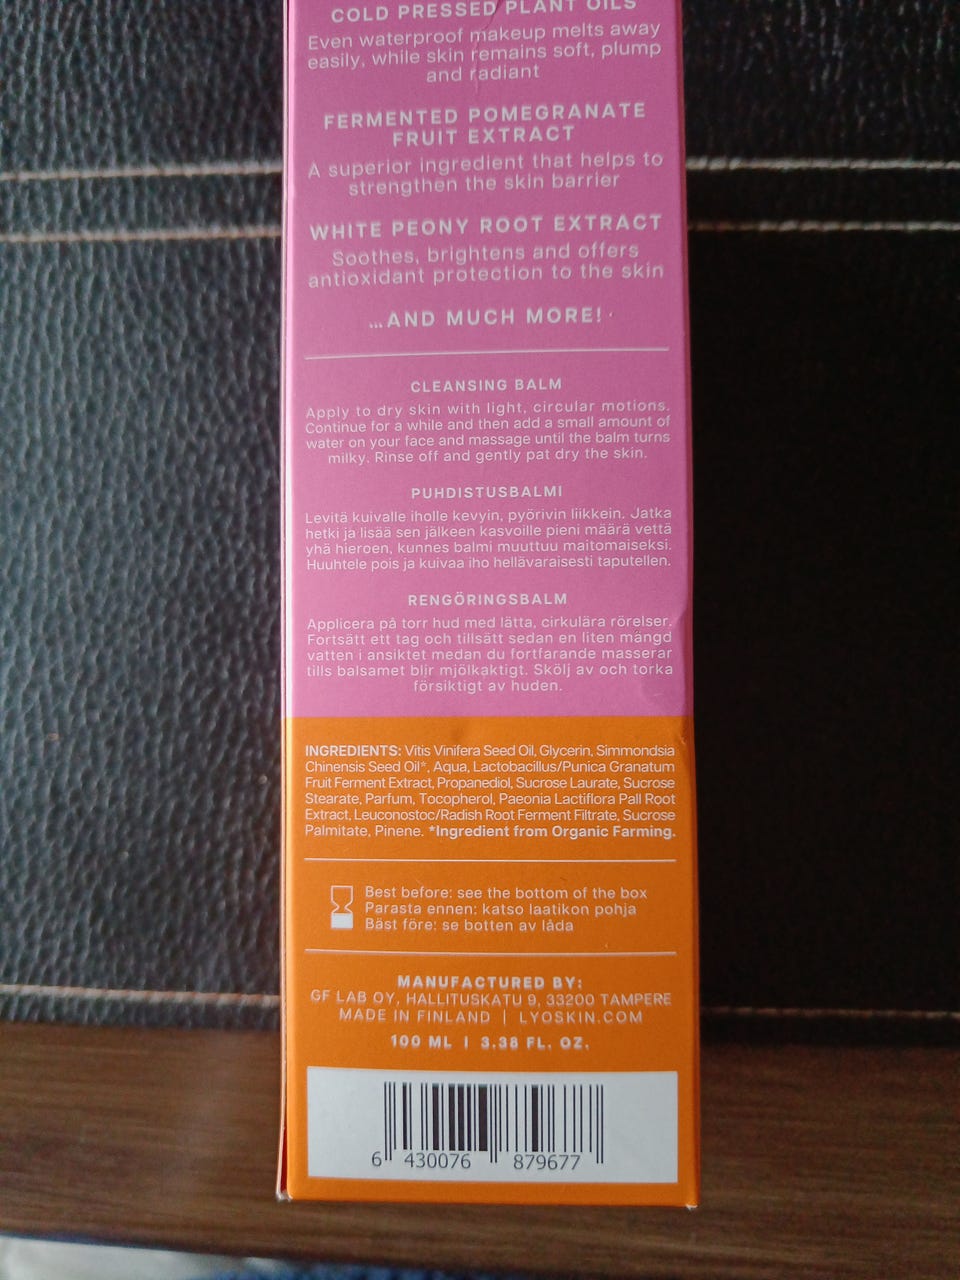 COLD PRESSED PLANT OILS
Even waterproof makeup melts away
easily, while skin remains soft, plump
and radiant
FERMENTED POMEGRANATE
FRUIT EXTRACT
A superior ingredient that helps to
strengthen the skin barrier
WHITE PEONY ROOT EXTRACT
Soothes, brightens and offers
antioxidant protection to the skin
...AND MUCH MORE!
CLEANSING BALM
Apply to dry skin with light, circular motions.
Continue for a while and then add a small amount of
water on your face and massage until the balm turns
milky. Rinse off and gently pat dry the skin.
PUHDISTUSBALMI
Levitä kuivalle iholle kevyin, pyörivin liikkein. Jatka
hetki ja lisää sen jälkeen kasvoille pieni määrä vettä
yhä hieroen, kunnes balmi muuttuu maitomaiseksi.
Huuhtele pois ja kuivaa iho hellävaraisesti taputellen.
RENGÖRINGSBALM
Applicera på torr hud med lätta, cirkulära rörelser.
Fortsätt ett tag och tillsätt sedan en liten mängd
vatten i ansiktet medan du fortfarande masserar
tills balsamet blir mjölkaktigt. Skölj av och torka
försiktigt av huden.
INGREDIENTS: Vitis Vinifera Seed Oil, Glycerin, Simmondsia
Chinensis Seed Oil*, Aqua, Lactobacillus/Punica Granatum
Fruit Ferment Extract, Propanediol, Sucrose Laurate, Sucrose
Stearate, Parfum, Tocopherol, Paeonia Lactiflora Pall Root
Extract, Leuconostoc/Radish Root Ferment Filtrate, Sucrose
Palmitate, Pinene. *Ingredient from Organic Farming.
Best before: see the bottom of the box
Parasta ennen: katso laatikon pohja
Bäst före: se botten av låda
MANUFACTURED BY:
GF LAB OY, HALLITUSKATU 9, 33200 TAMPERE
MADE IN FINLAND | LYOSKIN.COM
100 ML | 3.38 FL. OZ.
6 430076 879677